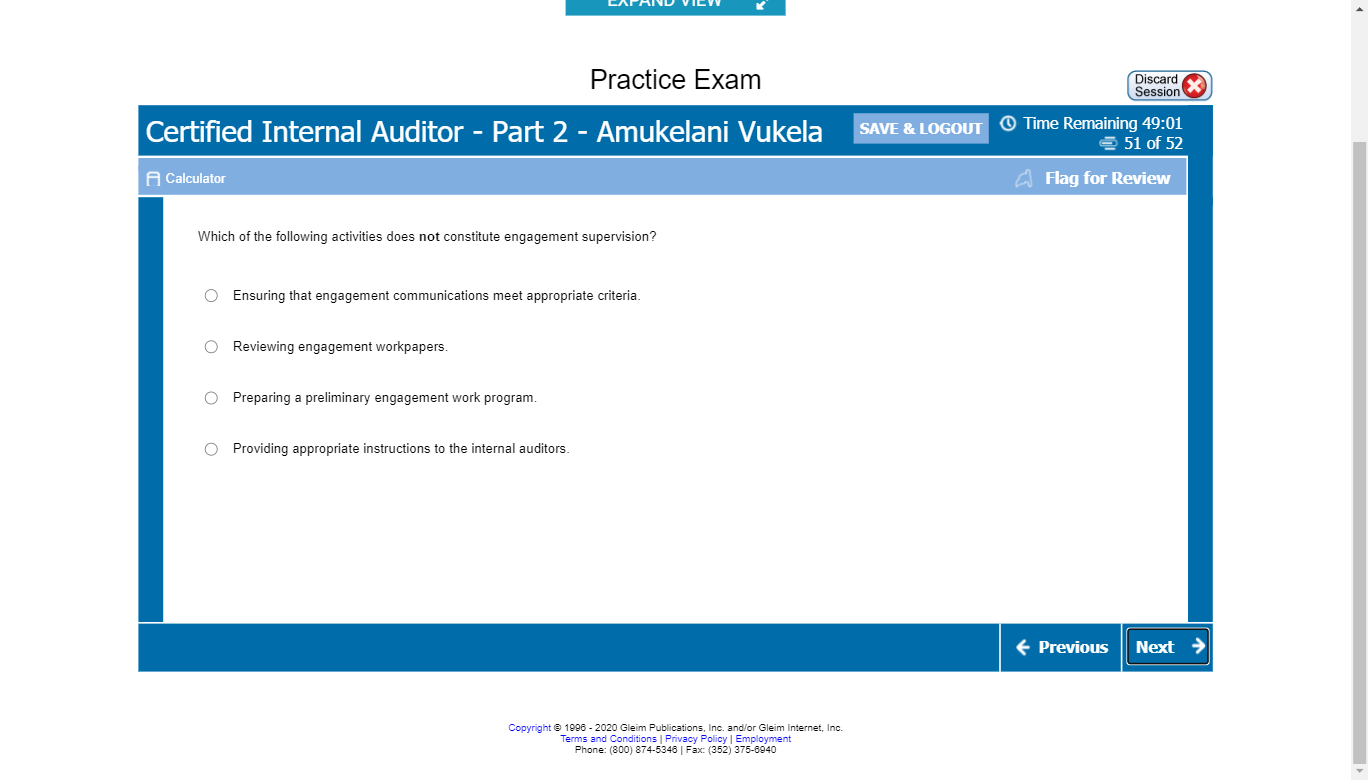 EXPAND VIEW
Practice Exam
Discard
Session
Certified Internal Auditor - Part 2 - Amukelani Vukela
SAVE & LOGOUT
Time Remaining 49:01
51 of 52
Calculator
Flag for Review
Which of the following activities does not constitute engagement supervision?
Ensuring that engagement communications meet appropriate criteria.
Reviewing engagement workpapers.
Preparing a preliminary engagement work program.
Providing appropriate instructions to the internal auditors.
Previous
Next
Copyright © 1996 - 2020 Gleim Publications, Inc. and/or Gleim Internet, Inc.
Terms and Conditions | Privacy Policy | Employment
Phone: (800) 874-5346 | Fax: (352) 375-6940